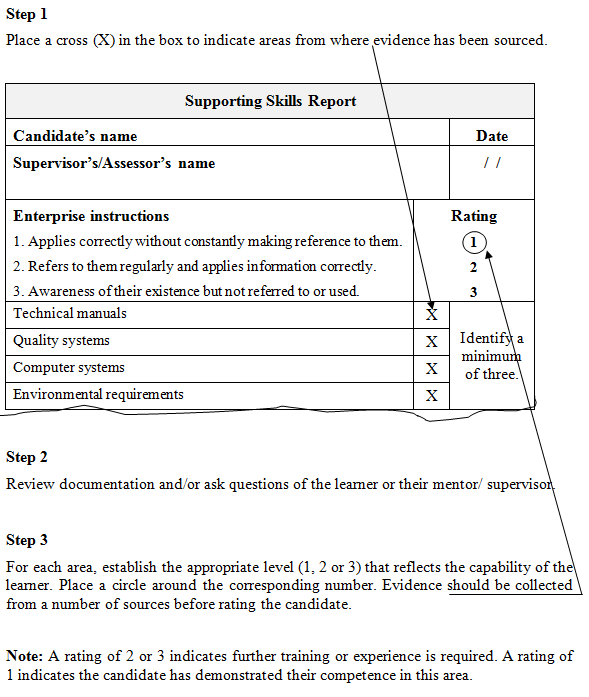 Step 1
Place a cross (X) in the box to indicate areas from where evidence has been sourced.
Supporting Skills Report
Candidate's name
Date
Supervisor's/Assessor's name
/ /
Enterprise instructions
Rating
1. Applies correctly without constantly making reference to them.
1
2. Refers to them regularly and applies information correctly.
2
3. Awareness of their existence but not referred to or used.
3
Technical manuals
X
Quality systems
X
Computer systems
X
Environmental requirements
X
Identify a
minimum
of three.
Step 2
Review documentation and/or ask questions of the learner or their mentor/ supervisor.
Step 3
For each area, establish the appropriate level (1, 2 or 3) that reflects the capability of the
learner. Place a circle around the corresponding number. Evidence should be collected
from a number of sources before rating the candidate.
Note: A rating of 2 or 3 indicates further training or experience is required. A rating of
1 indicates the candidate has demonstrated their competence in this area.